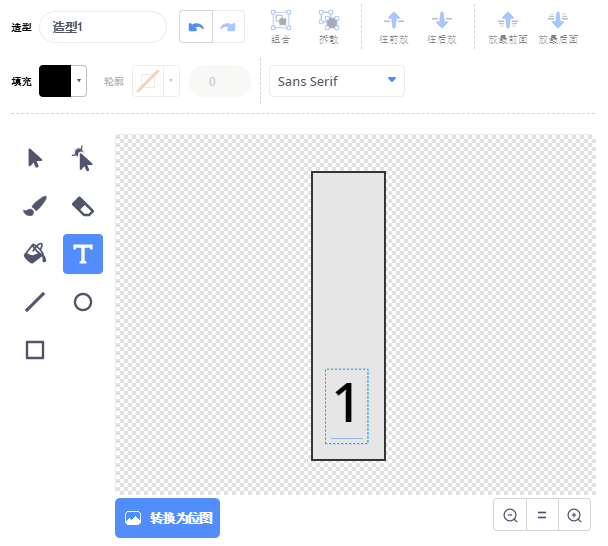 造型 造型1
组合 拆散 往前放 往后放 放最前面 放最后面
填充 轮廓 0 Sans Serif
T
1
转换为位图